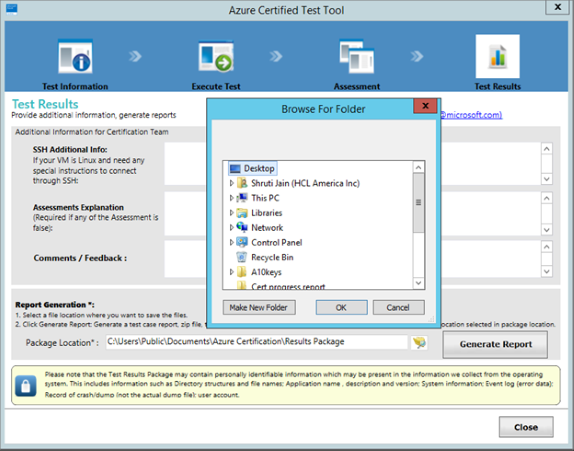 Azure Certified Test Tool
x
Test Information
Execute Test
Assessment
Test Results
Test Results
Provide additional information, generate reports
@microsoft.com)
Additional Information for Certification Team
SSH Additional Info:
If your VM is Linux and need any
special instructions to connect
through SSH:
Assessments Explanation
(Required if any of the Assessment is
false):
Comments / Feedback :
Browse For Folder
x
Desktop
Shruti Jain (HCL America Inc)
This PC
Libraries
Network
Control Panel
Recycle Bin
A10keys
Cert progress report
Make New Folder
OK
Cancel
Report Generation *:
1. Select a file location where you want to save the files.
2. Click Generate Report: Generate a test case report, zip file,
location selected in package location.
Package Location* :
C:\Users\Public\Documents\Azure Certification\Results Package
Generate Report
Please note that the Test Results Package may contain personally identifiable information which may be present in the information we collect from the operating
system. This includes information such as Directory structures and file names; Application name , description and version; System information; Event log (error data);
Record of crash/dump (not the actual dump file); user account.
Close